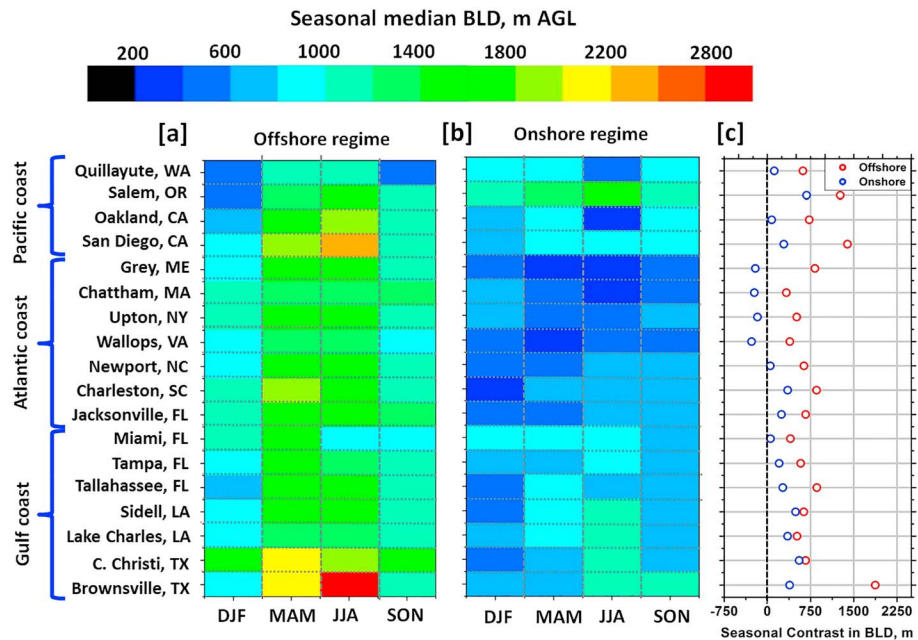 Seasonal median BLD, m AGL
200 600 1000 1400 1800 2200 2800
[a] Offshore regime
[b] Onshore regime
[c]
Offshore
Onshore
Pacific coast
Quillayute, WA
Salem, OR
Oakland, CA
San Diego, CA
Atlantic coast
Grey, ME
Chattham, MA
Upton, NY
Wallops, VA
Newport, NC
Charleston, SC
Jacksonville, FL
Gulf coast
Miami, FL
Tampa, FL
Tallahassee, FL
Sidell, LA
Lake Charles, LA
C. Christi, TX
Brownsville, TX
DJF MAM JJA SON
DJF MAM JJA SON
-750 0 750 1500 2250
Seasonal Contrast in BLD, m